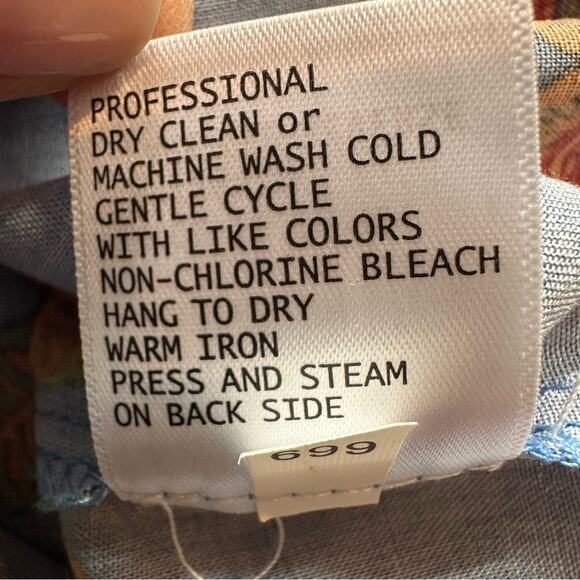 PROFESSIONAL
DRY CLEAN or
MACHINE WASH COLD
GENTLE CYCLE
WITH LIKE COLORS
NON-CHLORINE BLEACH
HANG TO DRY
WARM IRON
PRESS AND STEAM
ON BACK SIDE
699